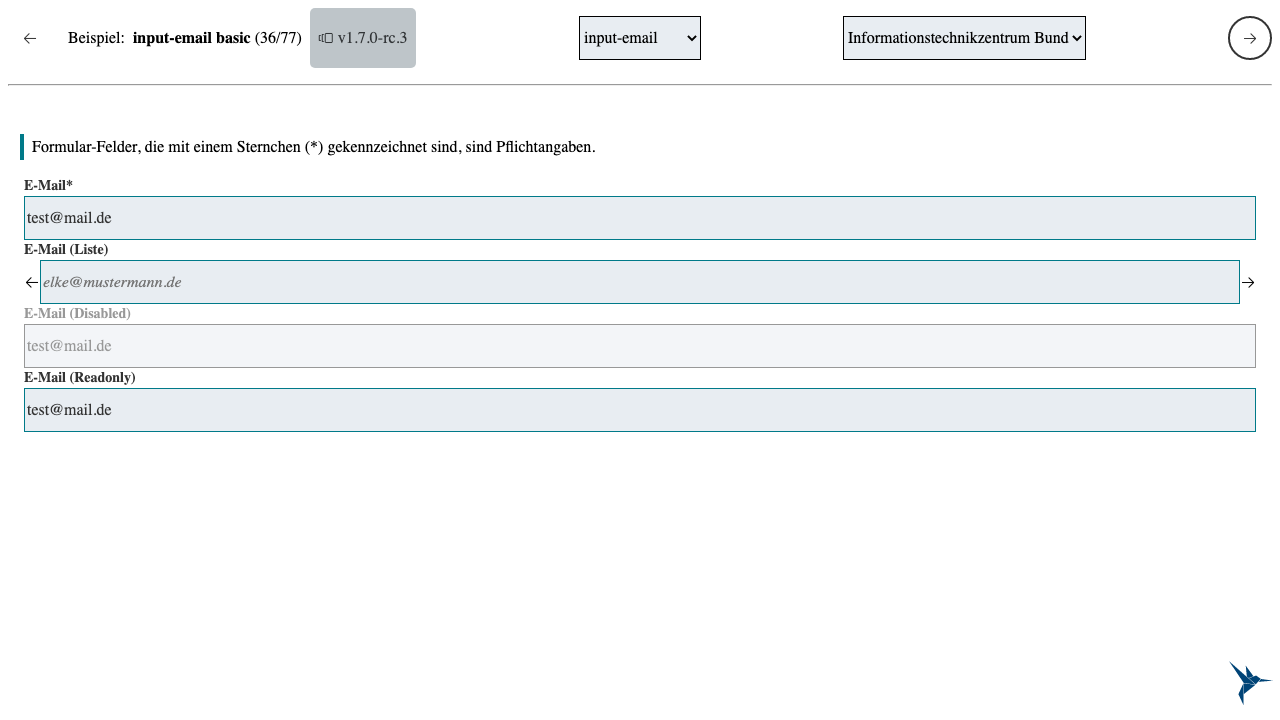 Beispiel: input-email basic (36/77) v1.7.0-rc.3 input-email Informationstechnikzentrum Bund
Formular-Felder, die mit einem Sternchen (*) gekennzeichnet sind, sind Pflichtangaben.
E-Mail*
test@mail.de
E-Mail (Liste)
elke@mustermann.de
E-Mail (Disabled)
test@mail.de
E-Mail (Readonly)
test@mail.de